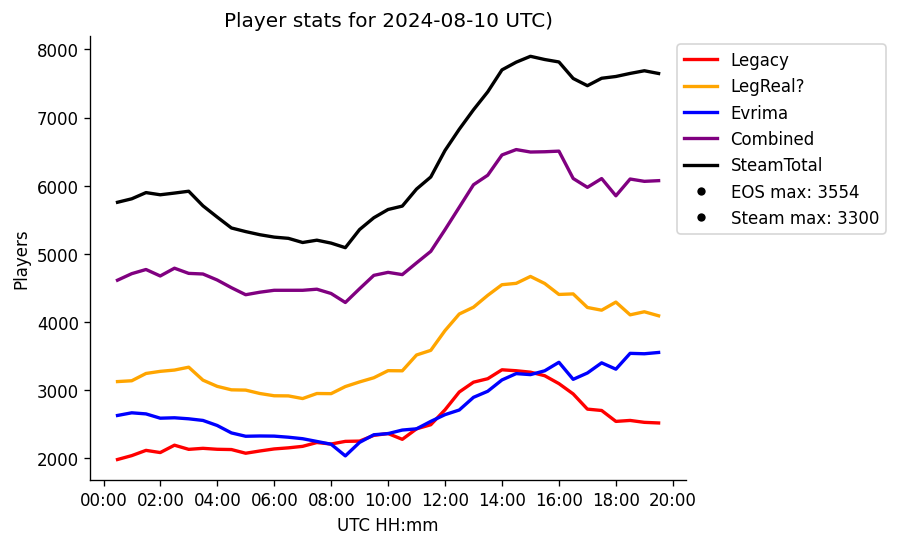 Player stats for 2024-08-10 UTC)
8000
7000
6000
5000
4000
3000
2000
Players
00:00 02:00 04:00 06:00 08:00 10:00 12:00 14:00 16:00 18:00 20:00
UTC HH:mm
Legacy
LegReal?
Evrima
Combined
SteamTotal
EOS max: 3554
Steam max: 3300